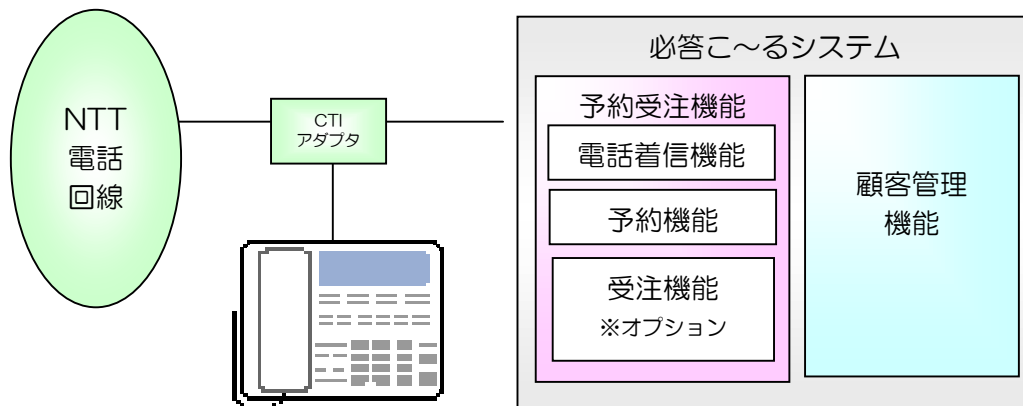 NTT
電話
回線
CTI
アダプタ
必答こ～るシステム
予約受注機能
電話着信機能
予約機能
受注機能
※オプション
顧客管理
機能